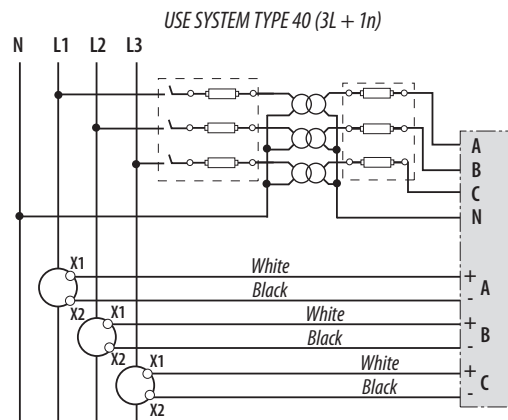 USE SYSTEM TYPE 40 (3L + 1n)
N L1 L2 L3
A
B
C
N
X1 White +
X2 Black - A
X1 White +
X2 Black - B
X1 White +
X2 Black - C